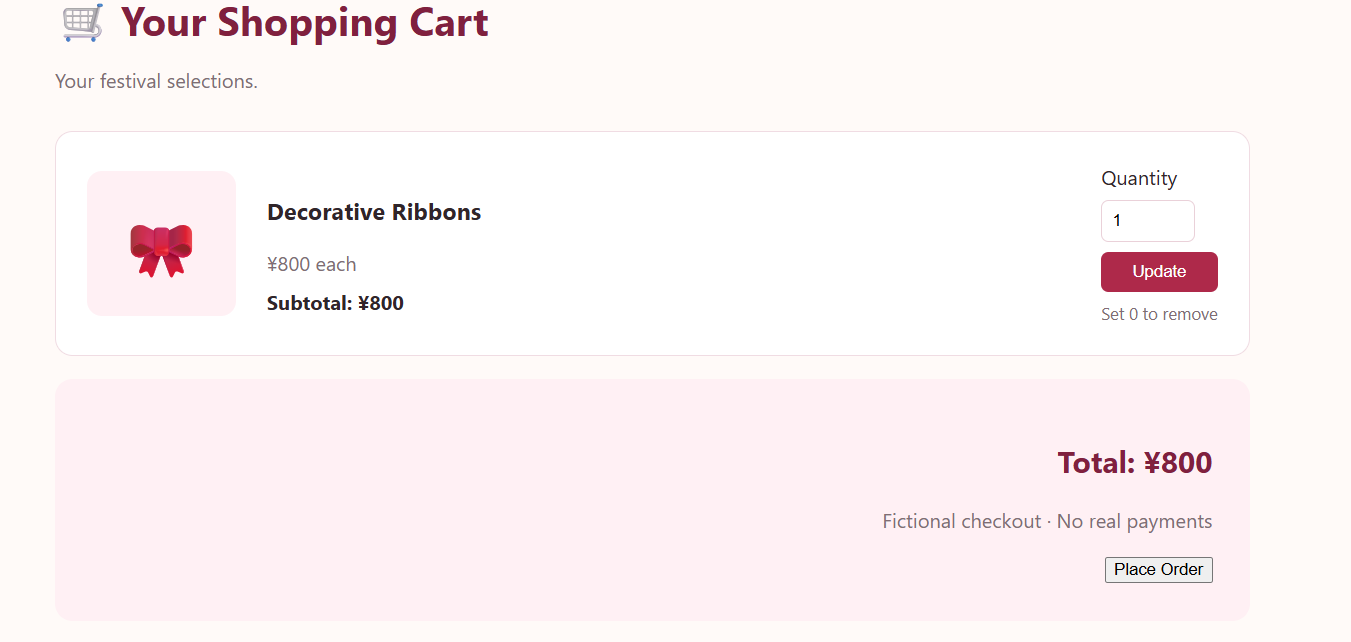 Your Shopping Cart
Your festival selections.
Decorative Ribbons
¥800 each
Subtotal: ¥800
Quantity
1
Update
Set 0 to remove
Total: ¥800
Fictional checkout · No real payments
Place Order